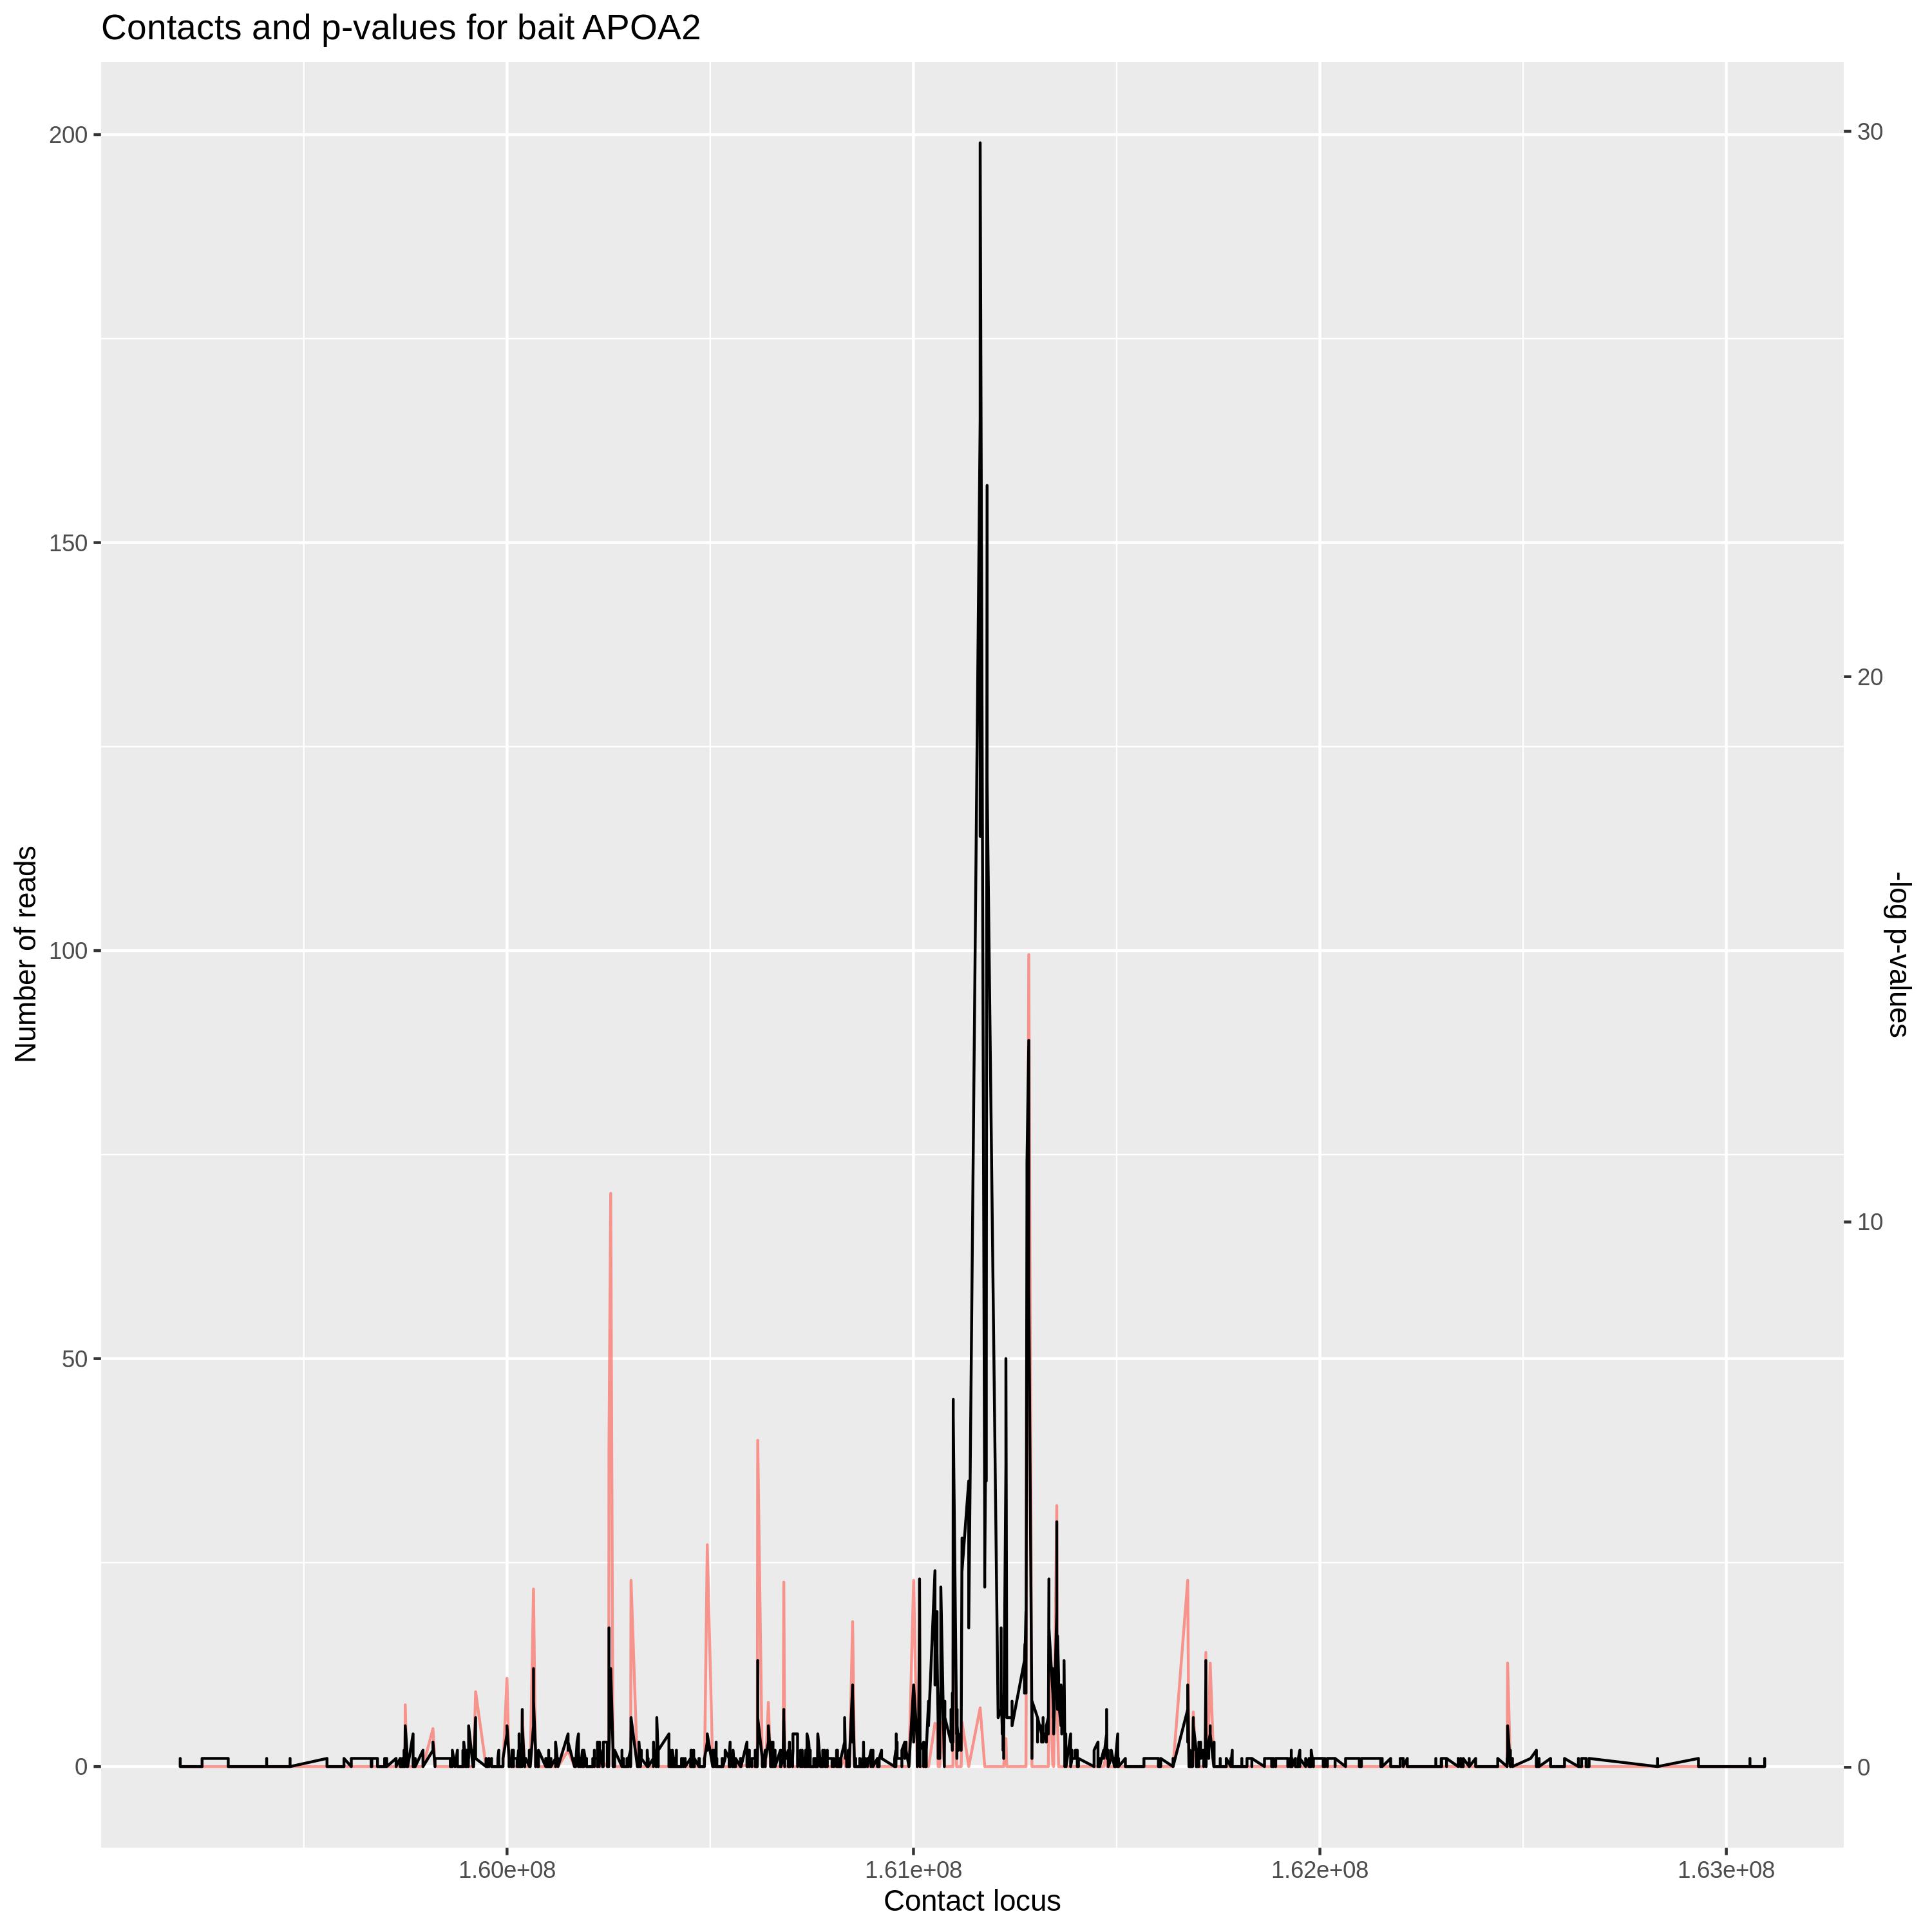 Contacts and p-values for bait APOA2
200
150
100
50
0
Number of reads
30
20
10
0
-log p-values
1.60e+08
1.61e+08
1.62e+08
1.63e+08
Contact locus